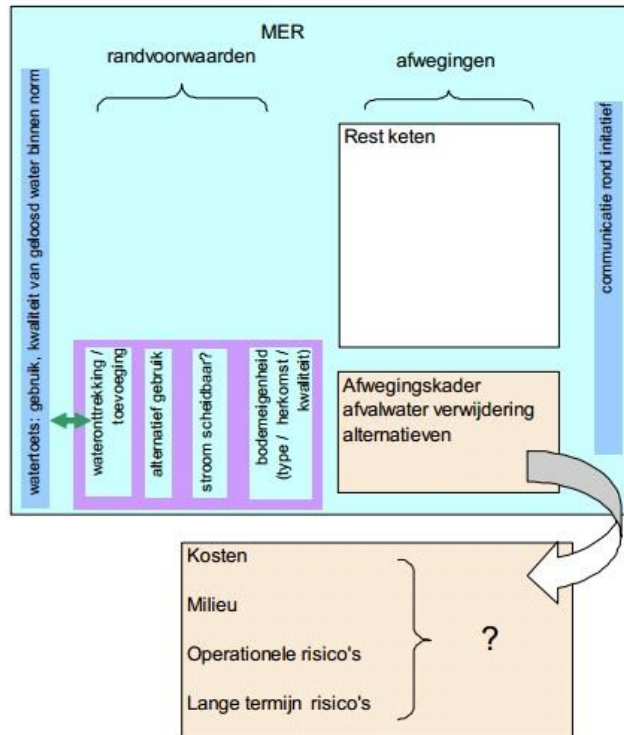 MER
randvoorwaarden
afwegingen
watertoets: gebruik, kwaliteit van geloosd water binnen norm
Rest keten
communicatie rond initatief
wateronttrekking /
toevoeging
alternatief gebruik
stroom scheidbaar?
bodemeigenheid
(type / herkomst /
kwaliteit)
Afwegingskader
afvalwater verwijdering
alternatieven
Kosten
Milieu
Operationele risico's
Lange termijn risico's
?